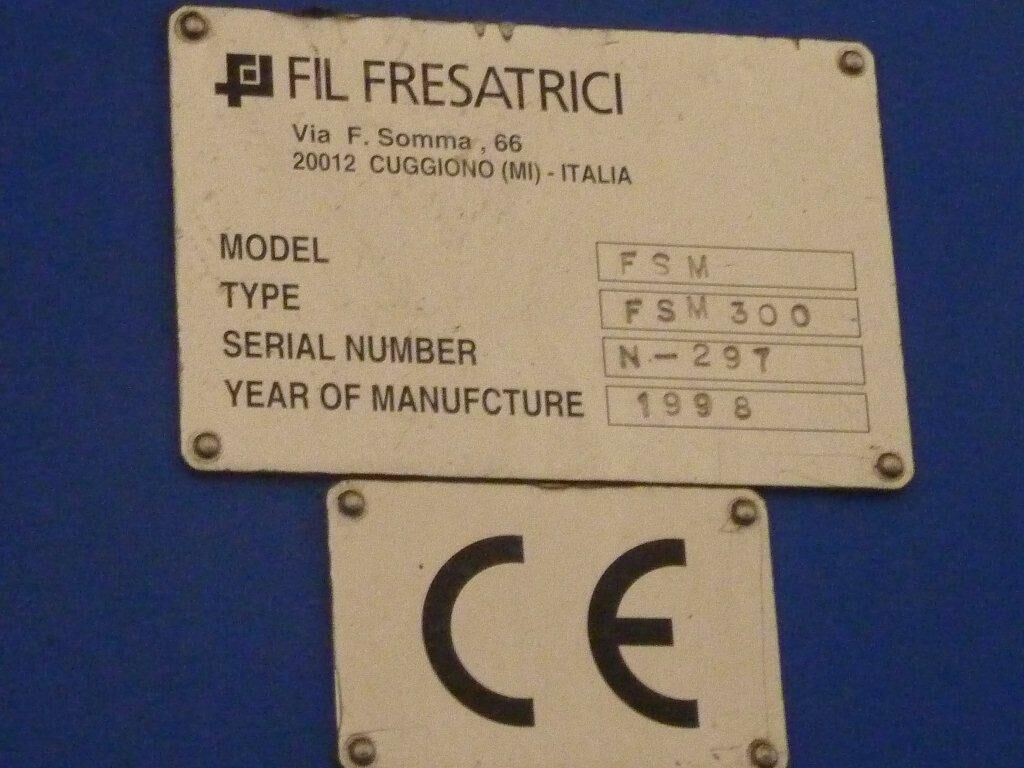 FIL FRESATRICI
Via F. Somma , 66
20012 CUGGIONO (MI) - ITALIA
MODEL FSM
TYPE FSM 300
SERIAL NUMBER N-297
YEAR OF MANUFCTURE 1998
CE